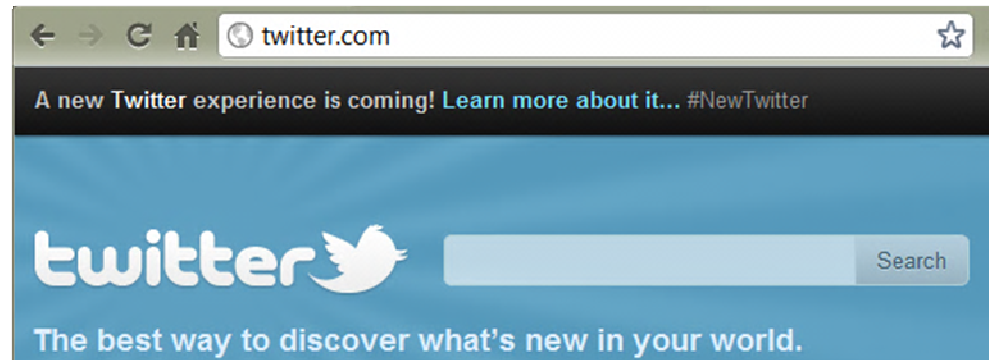 twitter.com
A new Twitter experience is coming! Learn more about it... #NewTwitter
twitter
Search
The best way to discover what's new in your world.